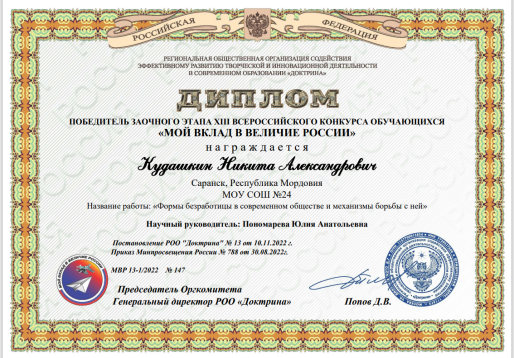 РОССИЙСКАЯ ФЕДЕРАЦИЯ
РЕГИОНАЛЬНАЯ ОБЩЕСТВЕННАЯ ОРГАНИЗАЦИЯ СОДЕЙСТВИЯ
ЭФФЕКТИВНОМУ РАЗВИТИЮ ТВОРЧЕСКОЙ И ИННОВАЦИОННОЙ ДЕЯТЕЛЬНОСТИ
В СОВРЕМЕННОМ ОБРАЗОВАНИИ «ДОКТРИНА»
ДИПЛОМ
ПОБЕДИТЕЛЬ ЗАОЧНОГО ЭТАПА XIII ВСЕРОССИЙСКОГО КОНКУРСА ОБУЧАЮЩИХСЯ
«МОЙ ВКЛАД В ВЕЛИЧИЕ РОССИИ»
награждается
Кудашкин Никита Александрович
Саранск, Республика Мордовия
МОУ СОШ №24
Название работы: «Формы безработицы в современном обществе и механизмы борьбы с ней»
Научный руководитель: Пономарева Юлия Анатольевна
Постановление РОО "Доктрина" № 13 от 10.11.2022 г.
Приказ Минпросвещения России № 788 от 30.08.2022г.
МВР 13-1/2022 № 147
Председатель Оргкомитета
Генеральный директор РОО «Доктрина» Попов Д.В.